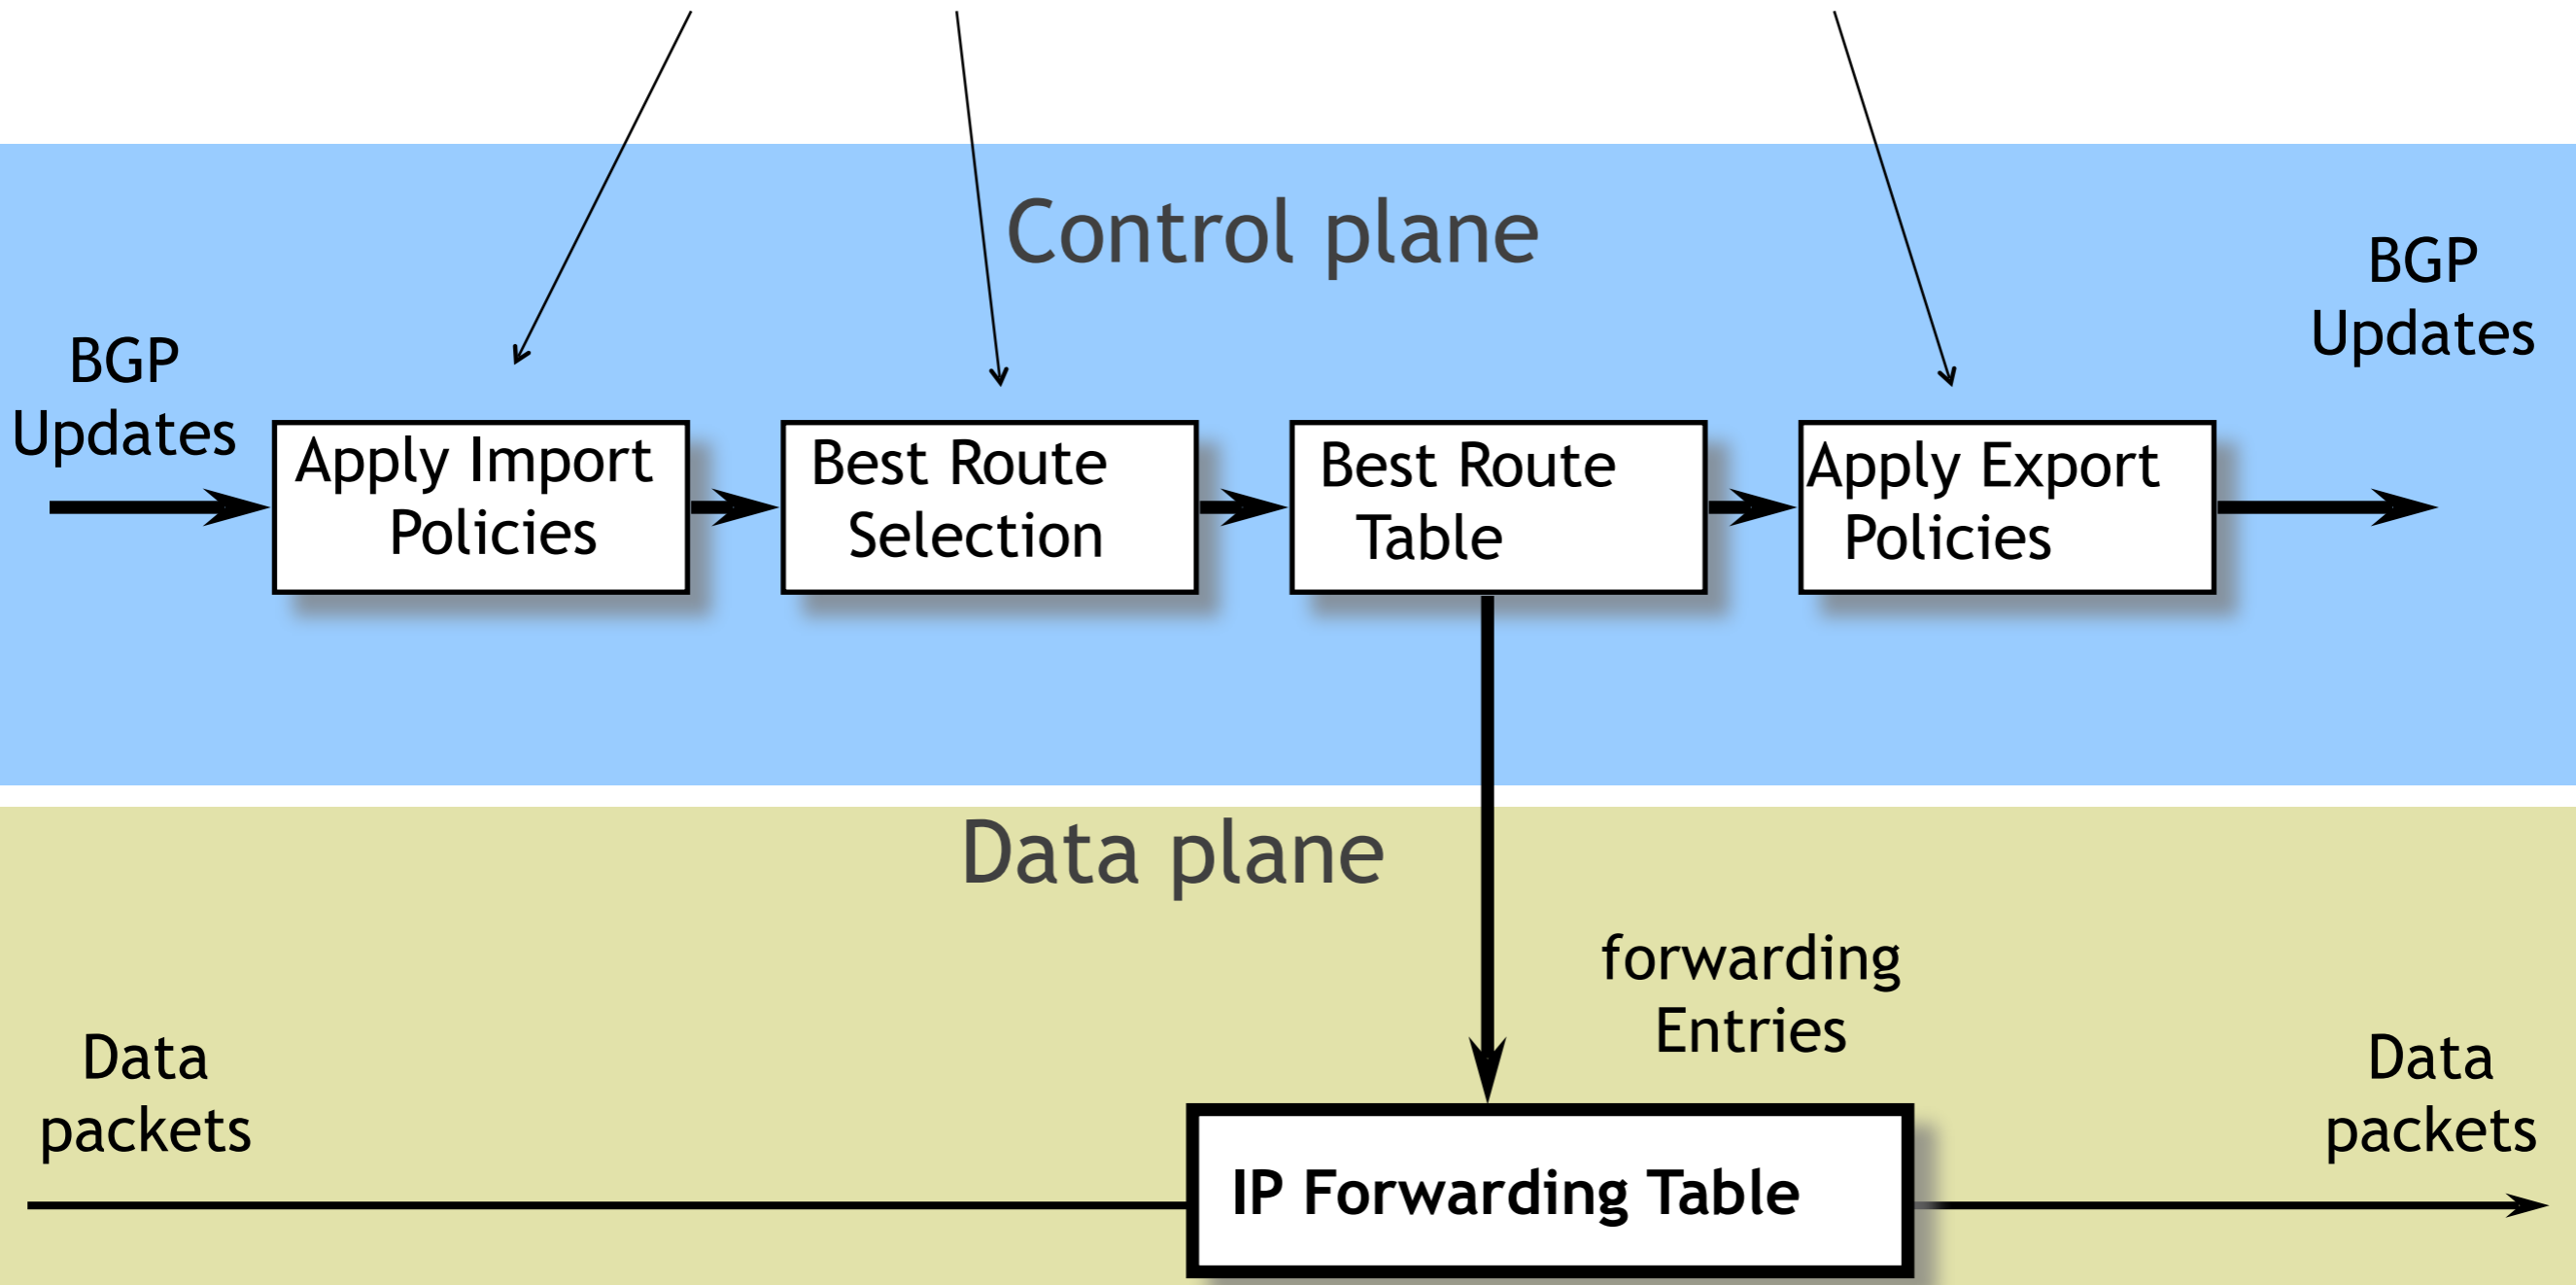 Control plane
BGP
Updates
BGP
Updates
Apply Import
Policies
Best Route
Selection
Best Route
Table
Apply Export
Policies
Data plane
forwarding
Entries
Data
packets
Data
packets
IP Forwarding Table